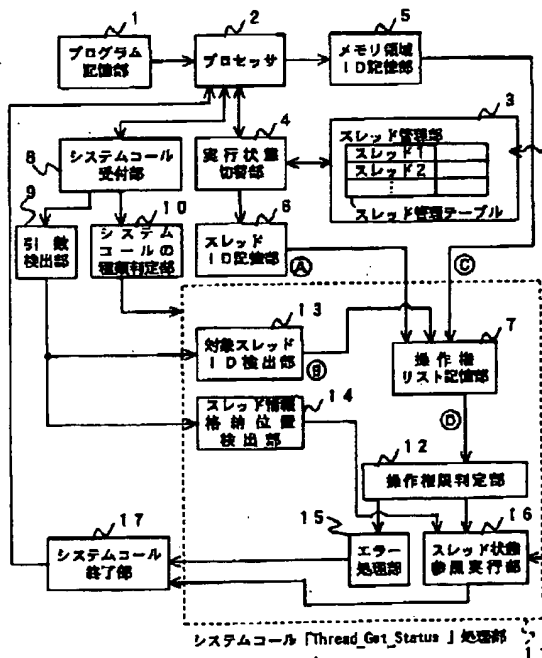 1
プログラム
記憶部
2
プロセッサ
5
メモリ領域
ID記憶部
3
スレッド管理部
スレッド1
スレッド2
スレッド管理テーブル
4
実行状態
切替部
8
システムコール
受付部
9
引数
検出部
10
システム
コールの
種類判定部
6
スレッド
ID記憶部
Ⓐ
Ⓒ
13
対象スレッド
ID検出部
Ⓑ
7
操作権
リスト記憶部
14
スレッド情報
格納位置
検出部
Ⓓ
12
操作権限判定部
15
エラー
処理部
16
スレッド状態
参照実行部
17
システムコール
終了部
システムコール「Thread_Get_Status」処理部